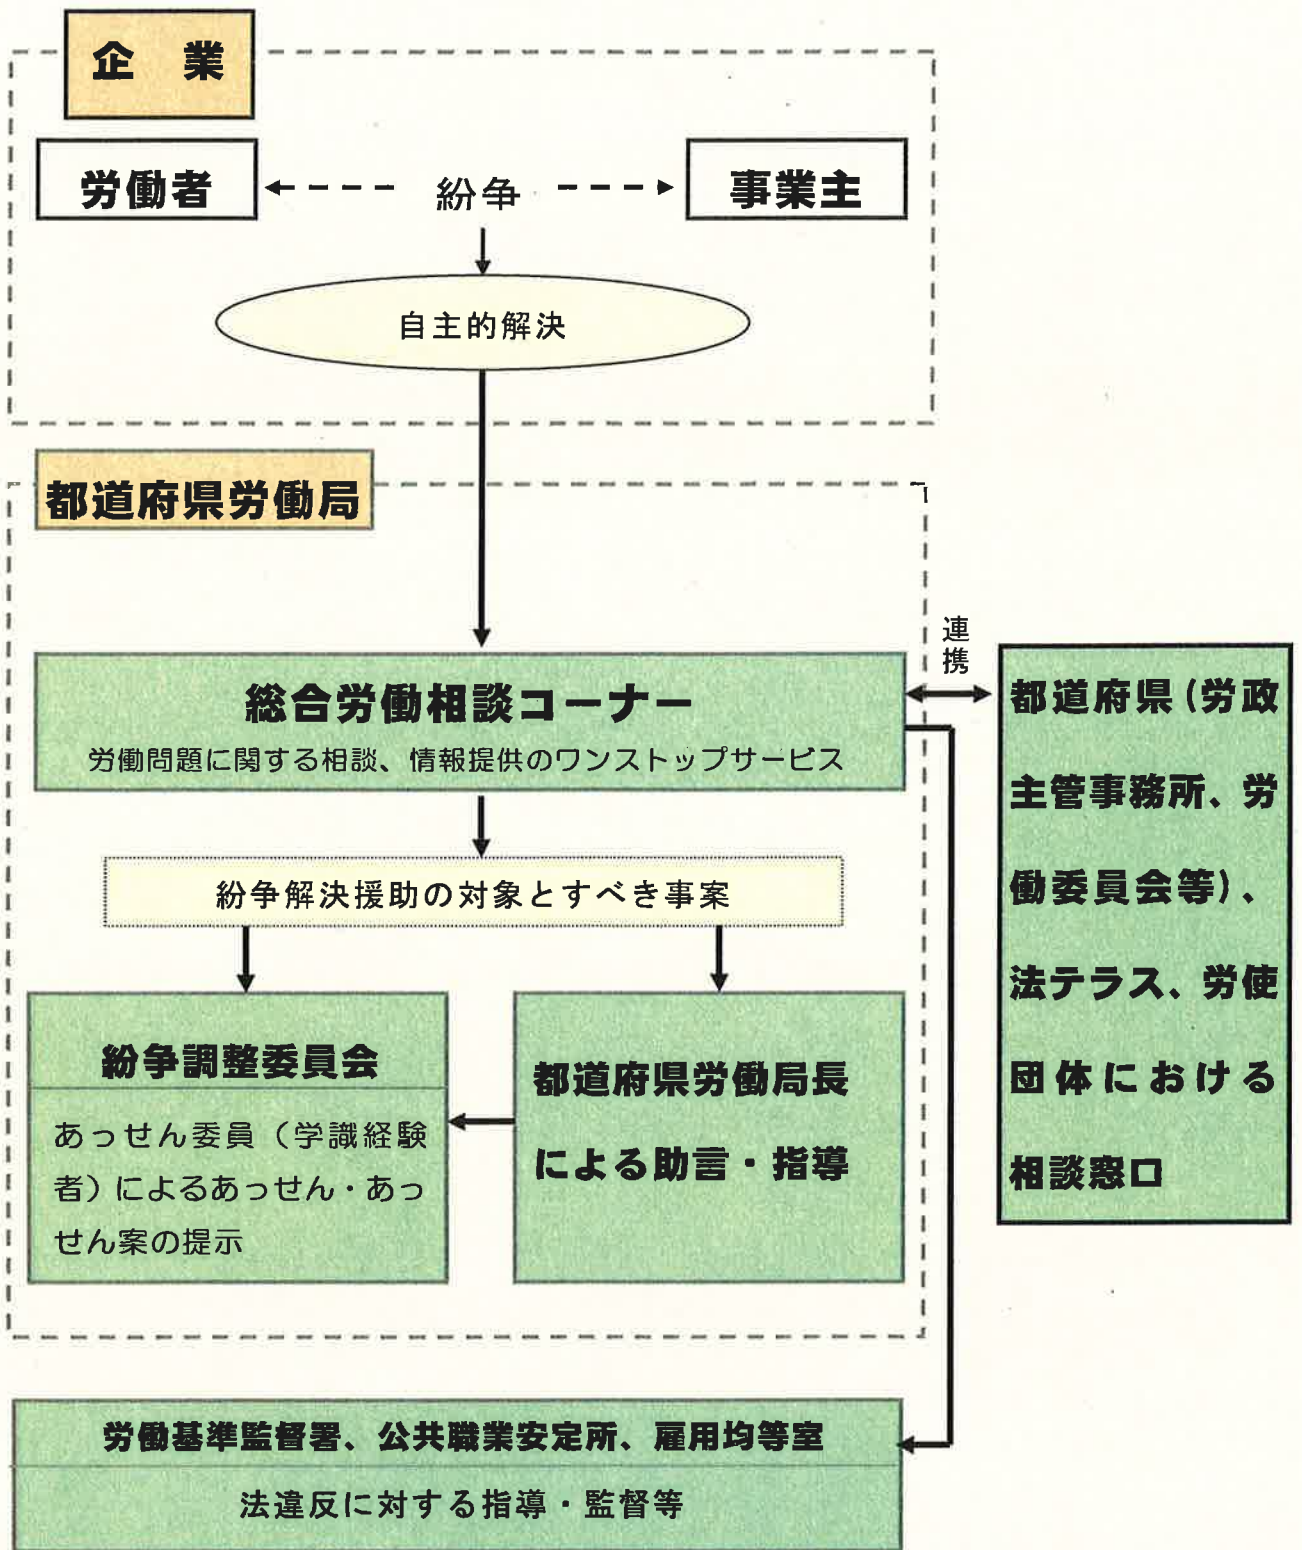 企　業
労働者
紛争
事業主
自主的解決
都道府県労働局
総合労働相談コーナー
労働問題に関する相談、情報提供のワンストップサービス
連携
都道府県（労政
主管事務所、労
働委員会等）、
法テラス、労使
団体における
相談窓口
紛争解決援助の対象とすべき事案
紛争調整委員会
あっせん委員（学識経験
者）によるあっせん・あっ
せん案の提示
都道府県労働局長
による助言・指導
労働基準監督署、公共職業安定所、雇用均等室
法違反に対する指導・監督等